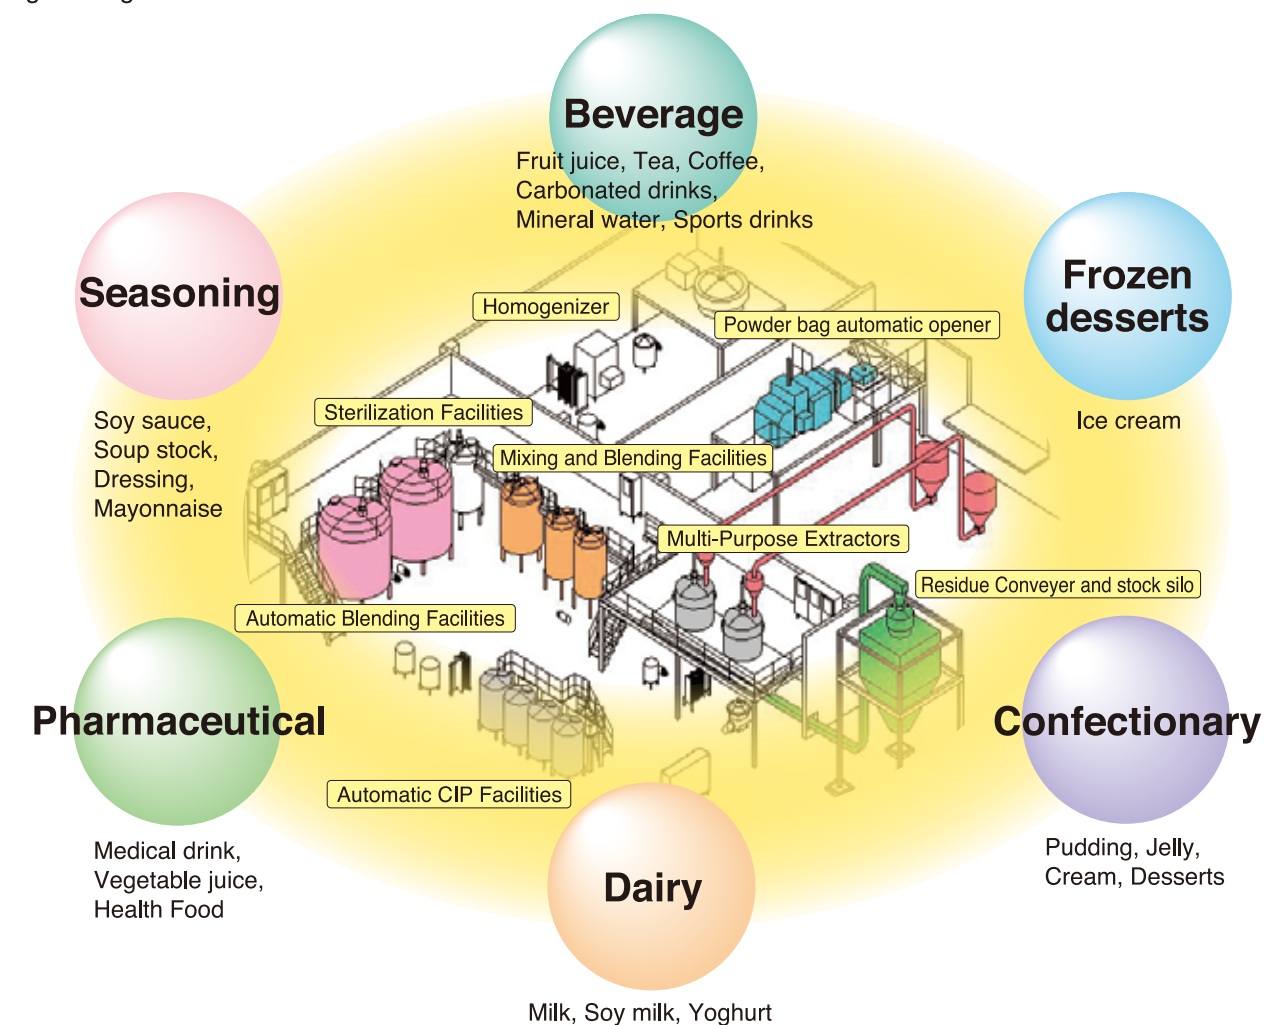 Beverage
Fruit juice, Tea, Coffee,
Carbonated drinks,
Mineral water, Sports drinks
Seasoning
Soy sauce,
Soup stock,
Dressing,
Mayonnaise
Frozen
desserts
Ice cream
Homogenizer
Powder bag automatic opener
Sterilization Facilities
Mixing and Blending Facilities
Multi-Purpose Extractors
Residue Conveyer and stock silo
Automatic Blending Facilities
Automatic CIP Facilities
Pharmaceutical
Medical drink,
Vegetable juice,
Health Food
Confectionary
Pudding, Jelly,
Cream, Desserts
Dairy
Milk, Soy milk, Yoghurt